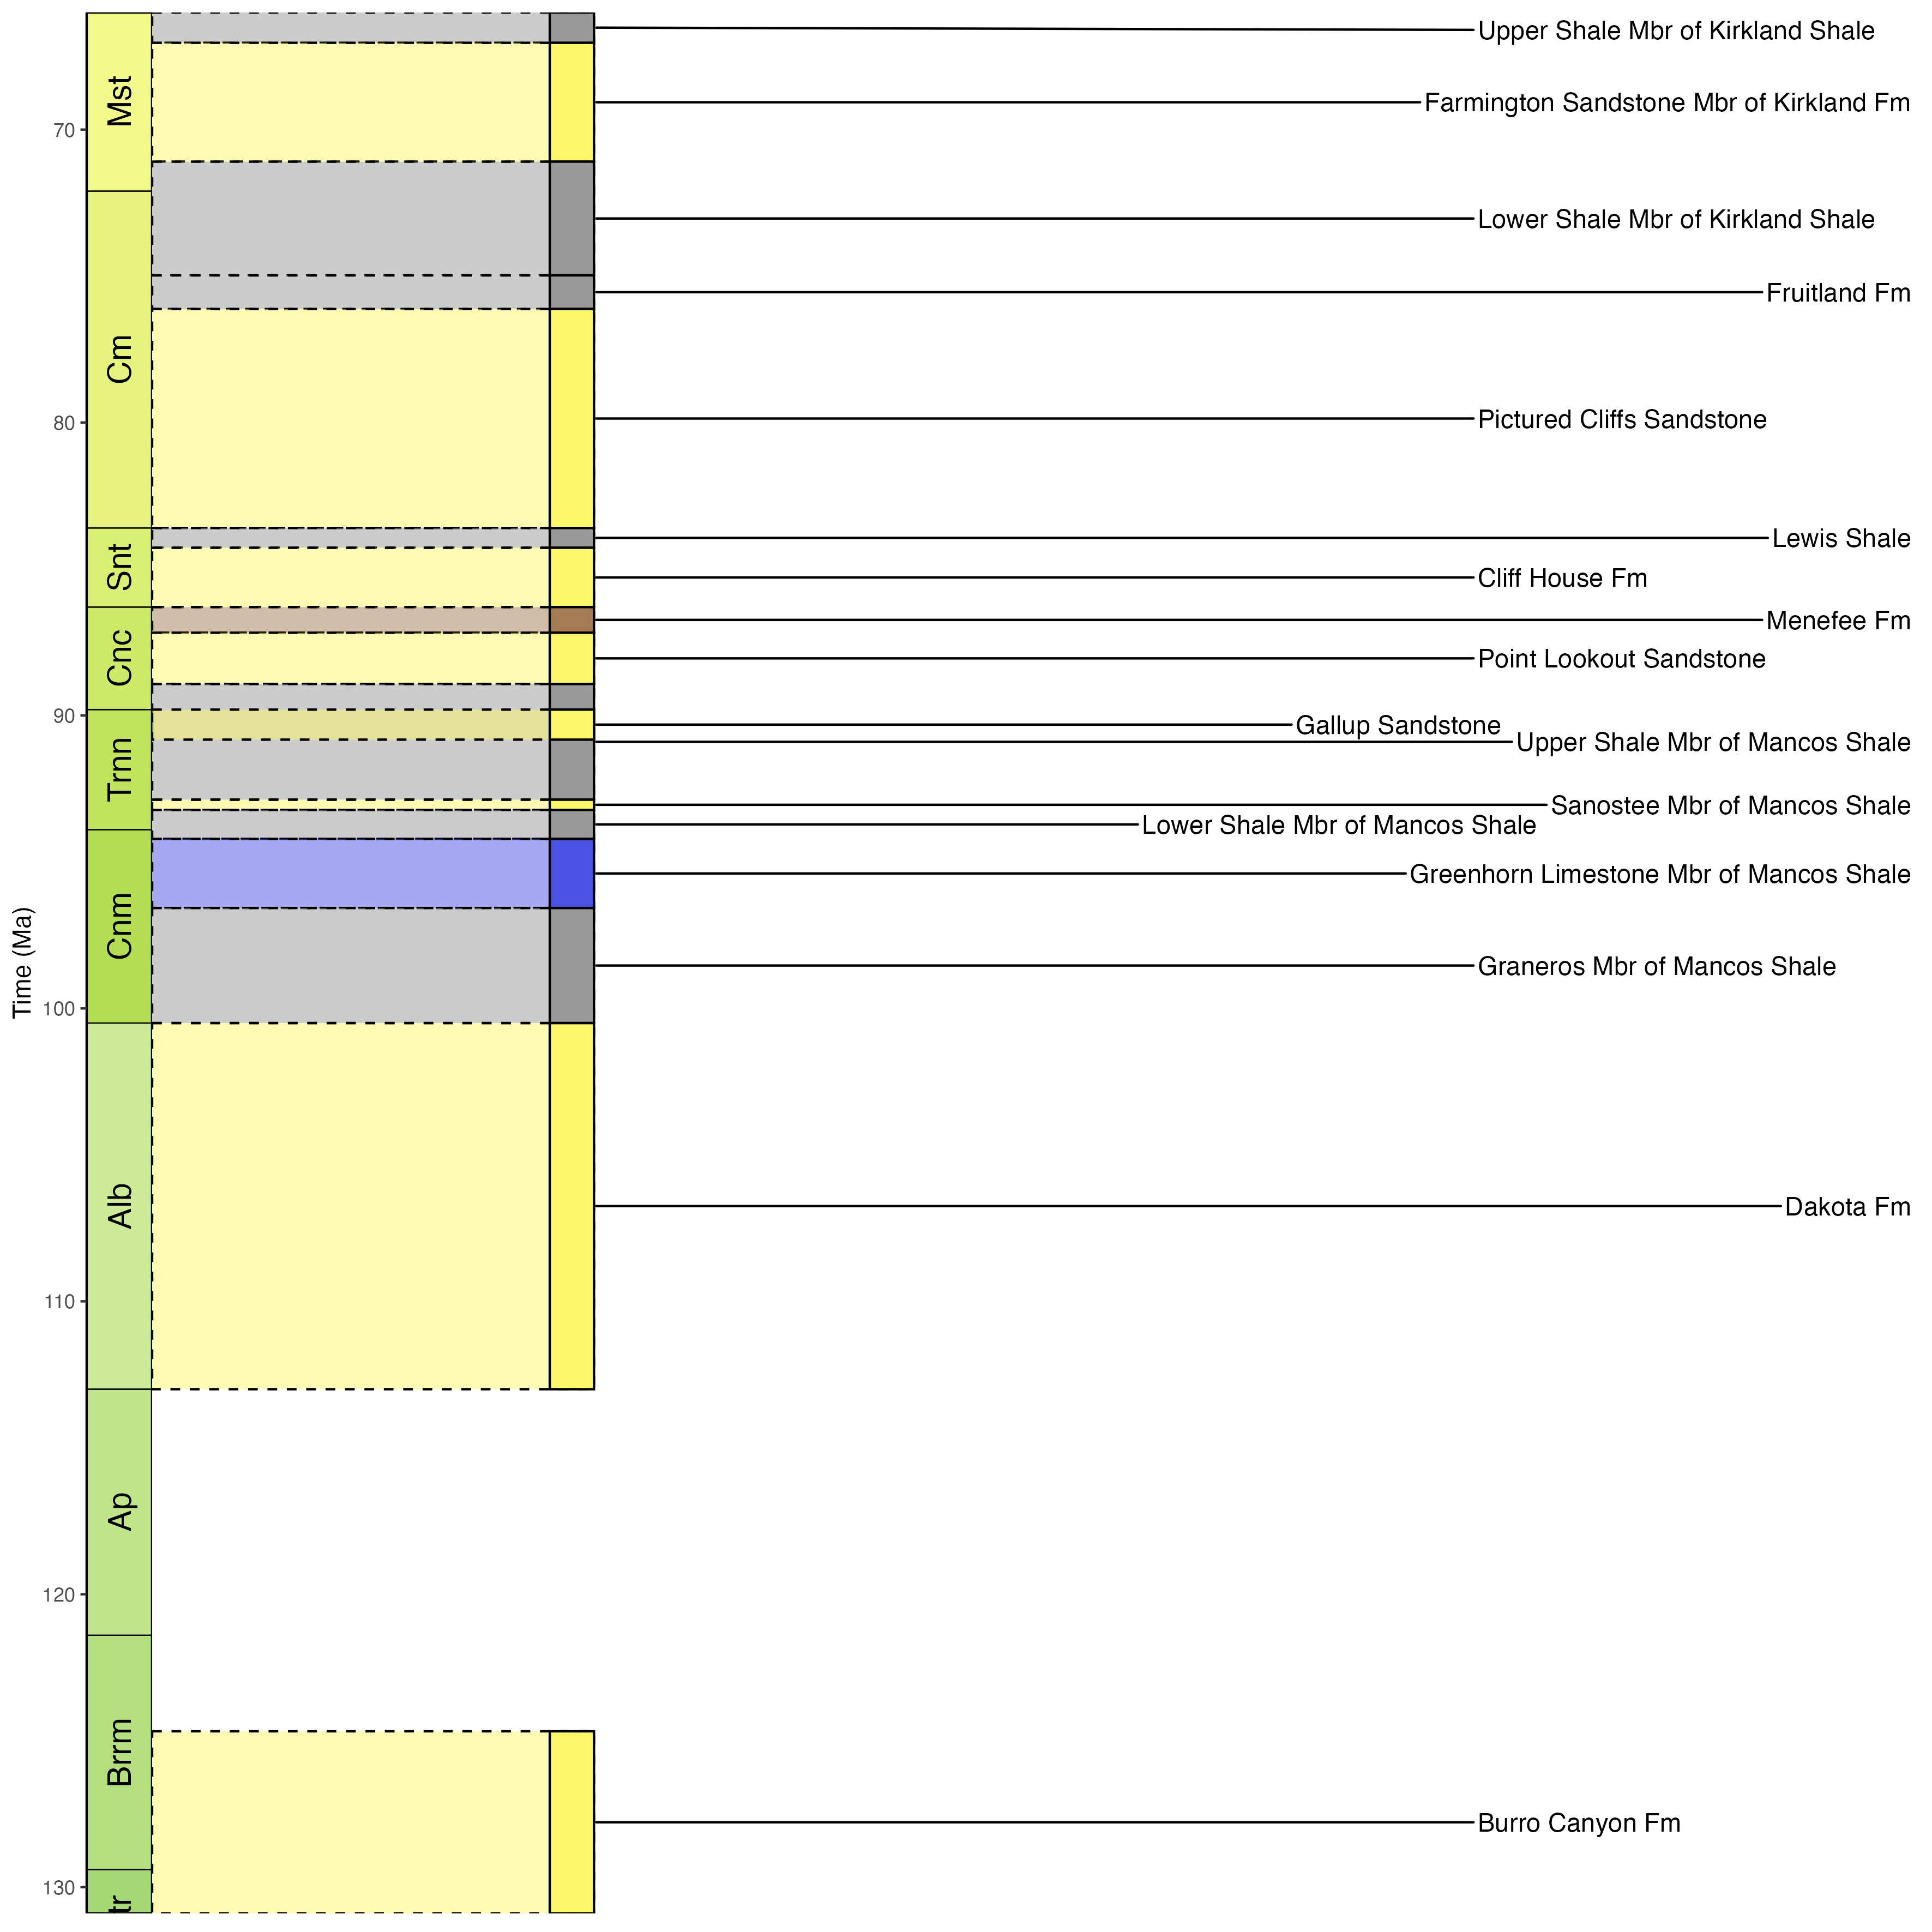 Time (Ma)
70
80
90
100
110
120
130
Mst
Cm
Snt
Cnc
Trnn
Cnm
Alb
Ap
Brrm
tr
Upper Shale Mbr of Kirkland Shale
Farmington Sandstone Mbr of Kirkland Fm
Lower Shale Mbr of Kirkland Shale
Fruitland Fm
Pictured Cliffs Sandstone
Lewis Shale
Cliff House Fm
Menefee Fm
Point Lookout Sandstone
Gallup Sandstone
Upper Shale Mbr of Mancos Shale
Sanostee Mbr of Mancos Shale
Lower Shale Mbr of Mancos Shale
Greenhorn Limestone Mbr of Mancos Shale
Graneros Mbr of Mancos Shale
Dakota Fm
Burro Canyon Fm